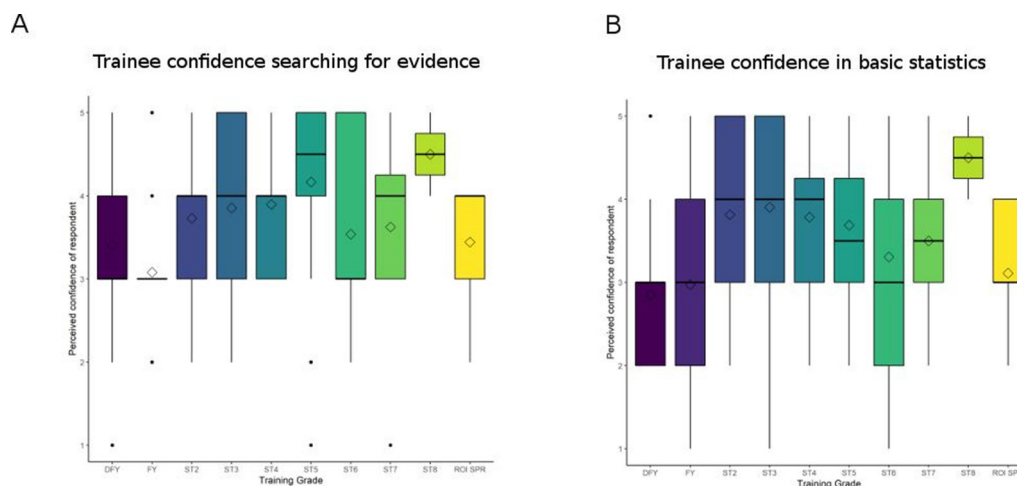 A
Trainee confidence searching for evidence
Perceived confidence of respondent
5
4
3
2
1
DFY FY ST2 ST3 ST4 ST5 ST6 ST7 ST8 ROI SPR
Training Grade
B
Trainee confidence in basic statistics
Perceived confidence of respondent
5
4
3
2
1
DFY FY ST2 ST3 ST4 ST5 ST6 ST7 ST8 ROI SP
Training Grade